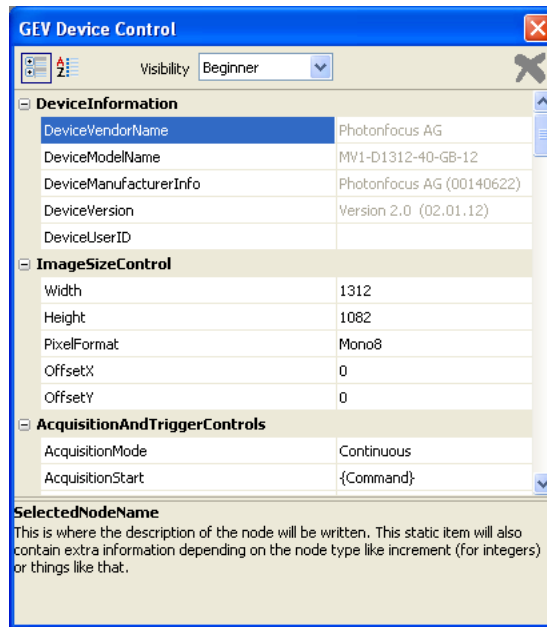 GEV Device Control
Visibility Beginner
DeviceInformation
DeviceVendorName Photonfocus AG
DeviceModelName MV1-D1312-40-GB-12
DeviceManufacturerInfo Photonfocus AG (00140622)
DeviceVersion Version 2.0 (02.01.12)
DeviceUserID
ImageSizeControl
Width 1312
Height 1082
PixelFormat Mono8
OffsetX 0
OffsetY 0
AcquisitionAndTriggerControls
AcquisitionMode Continuous
AcquisitionStart {Command}
SelectedNodeName
This is where the description of the node will be written. This static item will also
contain extra information depending on the node type like increment (for integers)
or things like that.